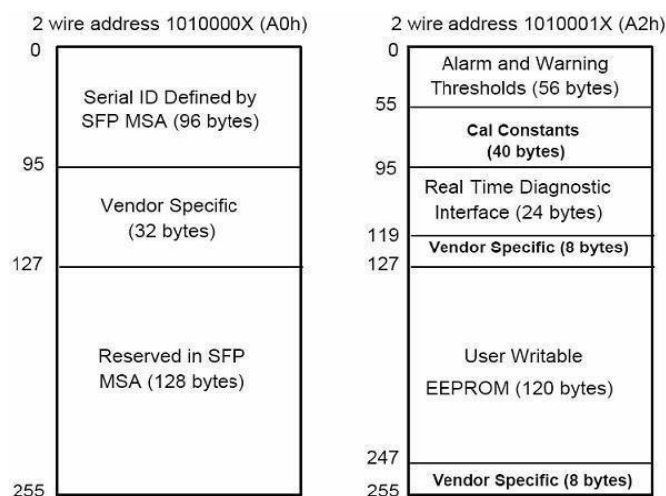 2 wire address 1010000X (A0h)
0
Serial ID Defined by
SFP MSA (96 bytes)
95
Vendor Specific
(32 bytes)
127
Reserved in SFP
MSA (128 bytes)
255
2 wire address 1010001X (A2h)
0
Alarm and Warning
Thresholds (56 bytes)
55
Cal Constants
(40 bytes)
95
Real Time Diagnostic
Interface (24 bytes)
119
Vendor Specific (8 bytes)
127
User Writable
EEPROM (120 bytes)
247
Vendor Specific (8 bytes)
255